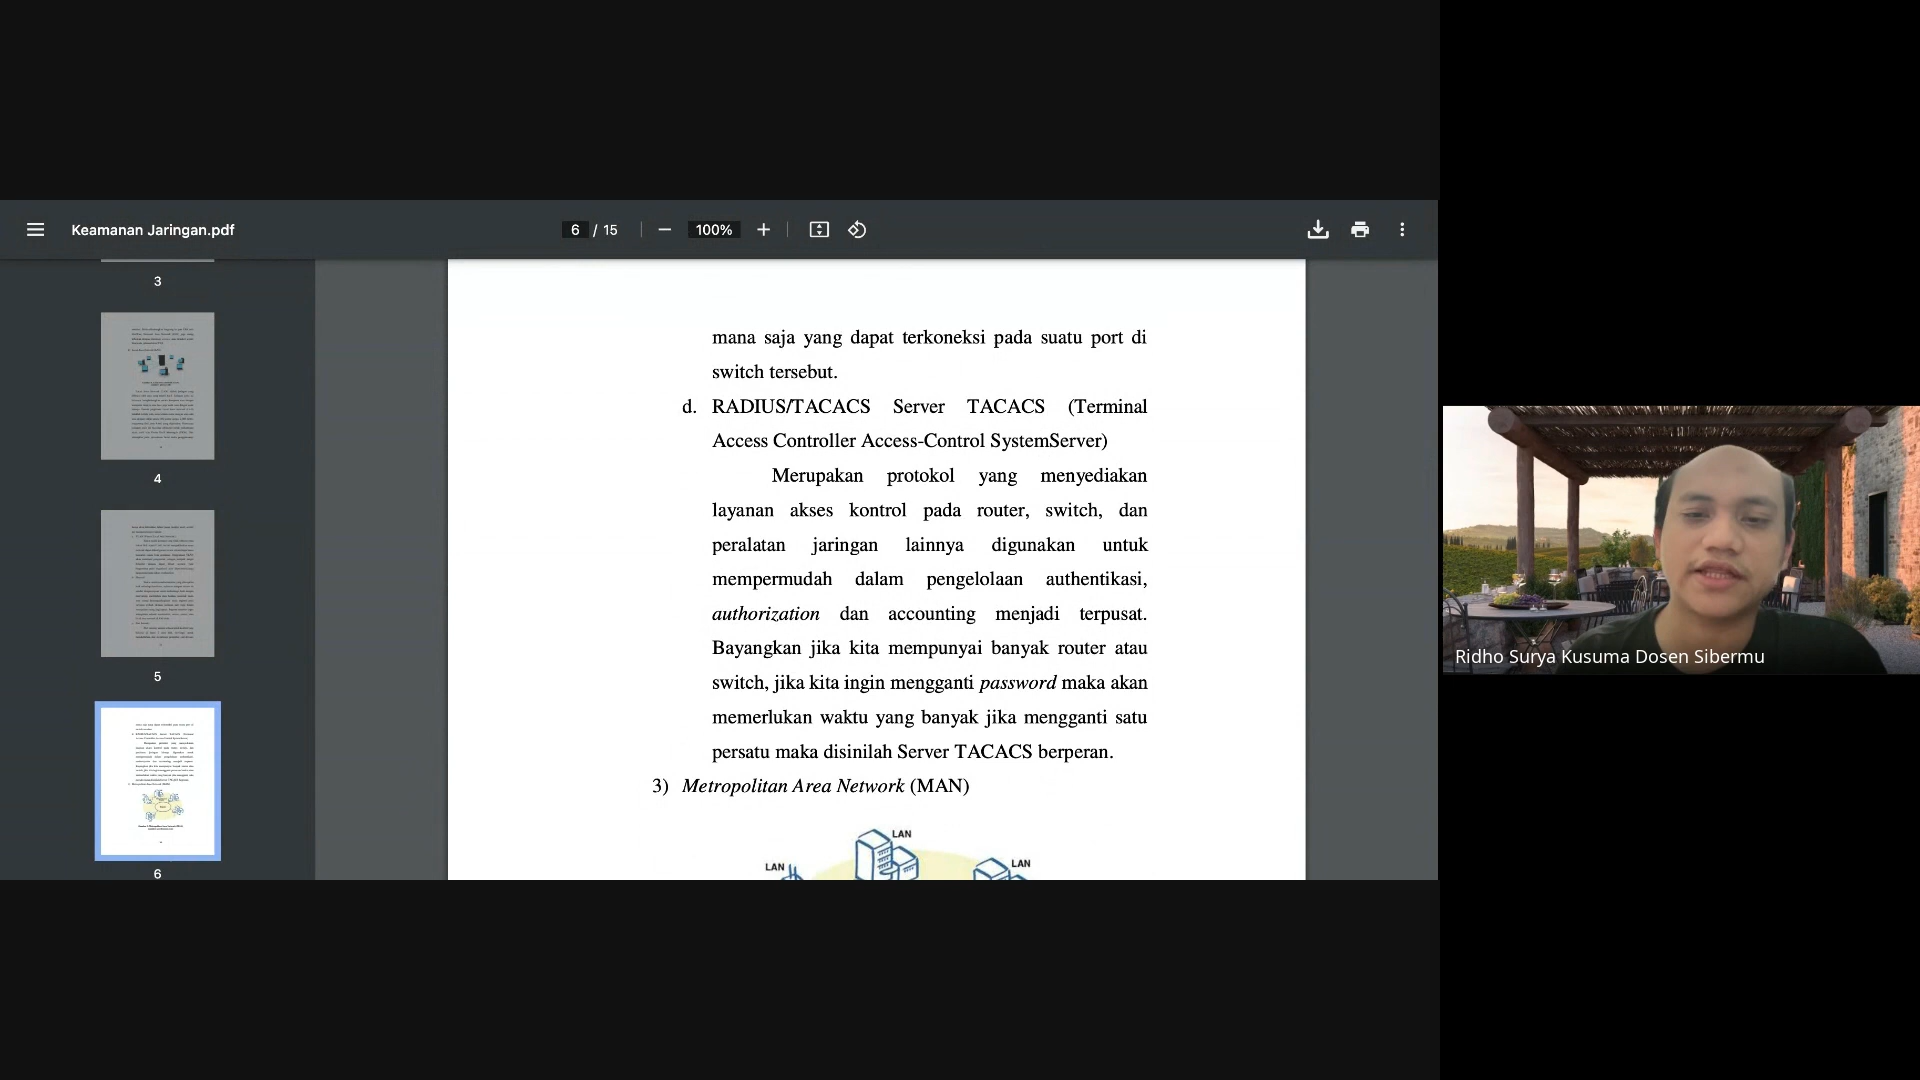 Keamanan Jaringan.pdf
6 / 15
100%
3
4
5
6
mana saja yang dapat terkoneksi pada suatu port di
switch tersebut.
d. RADIUS/TACACS Server TACACS (Terminal
Access Controller Access-Control SystemServer)
Merupakan protokol yang menyediakan
layanan akses kontrol pada router, switch, dan
peralatan jaringan lainnya digunakan untuk
mempermudah dalam pengelolaan authentikasi,
authorization dan accounting menjadi terpusat.
Bayangkan jika kita mempunyai banyak router atau
switch, jika kita ingin mengganti password maka akan
memerlukan waktu yang banyak jika mengganti satu
persatu maka disinilah Server TACACS berperan.
3) Metropolitan Area Network (MAN)
LAN
LAN
LAN
Ridho Surya Kusuma Dosen Sibermu